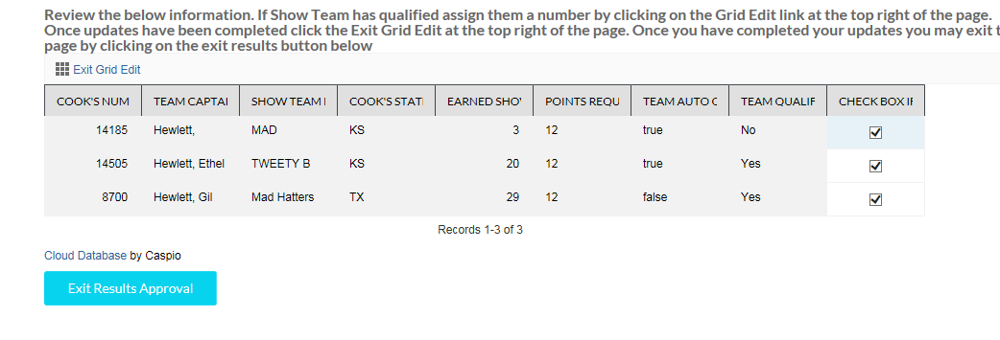 Review the below information. If Show Team has qualified assign them a number by clicking on the Grid Edit link at the top right of the page.
Once updates have been completed click the Exit Grid Edit at the top right of the page. Once you have completed your updates you may exit t
page by clicking on the exit results button below
Exit Grid Edit
COOK'S NUM TEAM CAPTAI SHOW TEAM COOK'S STAT EARNED SHO' POINTS REQU TEAM AUTO TEAM QUALIF CHECK BOX IF
14185 Hewlett, MAD KS 3 12 true No
14505 Hewlett, Ethel TWEETY B KS 20 12 true Yes
8700 Hewlett, Gil Mad Hatters TX 29 12 false Yes
Records 1-3 of 3
Cloud Database by Caspio
Exit Results Approval